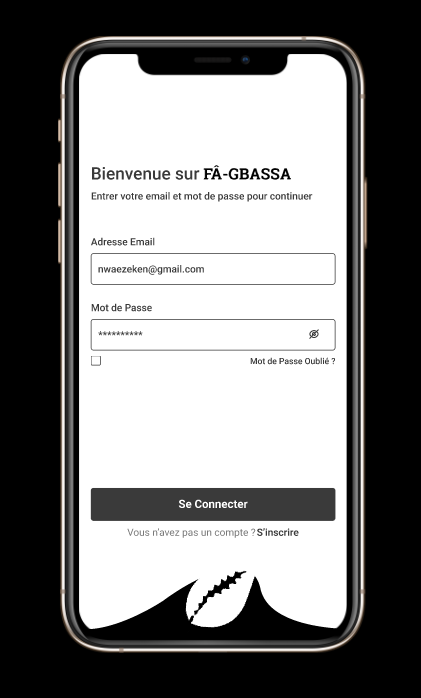 Bienvenue sur FÂ-GBASSA
Entrer votre email et mot de passe pour continuer
Adresse Email
nwaezeken@gmail.com
Mot de Passe
**********
Mot de Passe Oublié ?
Se Connecter
Vous n'avez pas un compte ? S'inscrire